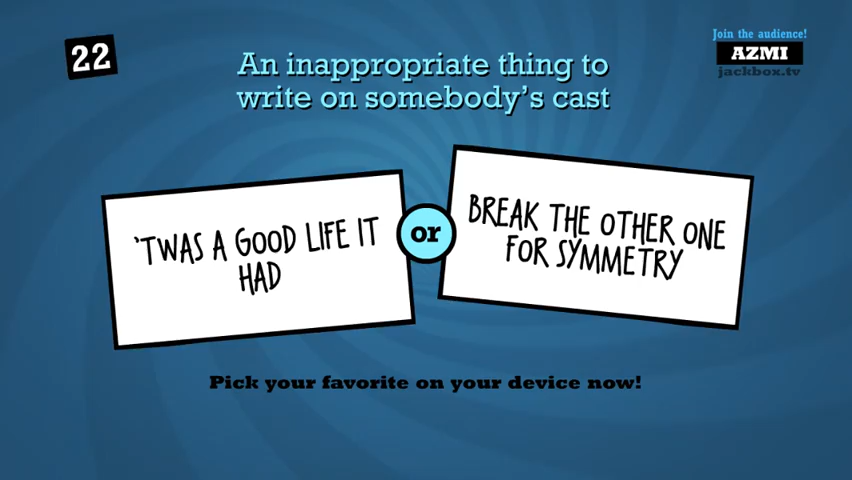 22
An inappropriate thing to
write on somebody's cast
Join the audience!
AZMI
jackbox.tv
'TWAS A GOOD LIFE IT
HAD
or
BREAK THE OTHER ONE
FOR SYMMETRY
Pick your favorite on your device now!